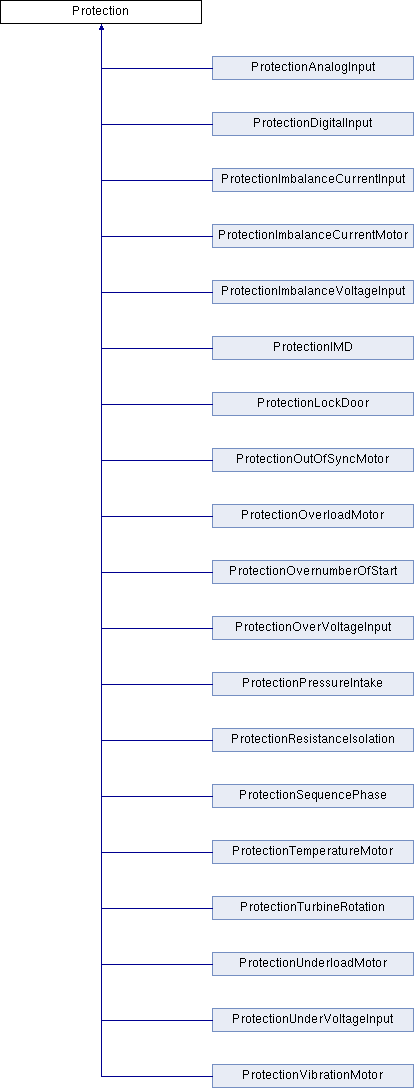 Protection
ProtectionAnalogInput
ProtectionDigitalInput
ProtectionImbalanceCurrentInput
ProtectionImbalanceCurrentMotor
ProtectionImbalanceVoltageInput
ProtectionIMD
ProtectionLockDoor
ProtectionOutOfSyncMotor
ProtectionOverloadMotor
ProtectionOvernumberOfStart
ProtectionOverVoltageInput
ProtectionPressureIntake
ProtectionResistanceIsolation
ProtectionSequencePhase
ProtectionTemperatureMotor
ProtectionTurbineRotation
ProtectionUnderloadMotor
ProtectionUnderVoltageInput
ProtectionVibrationMotor